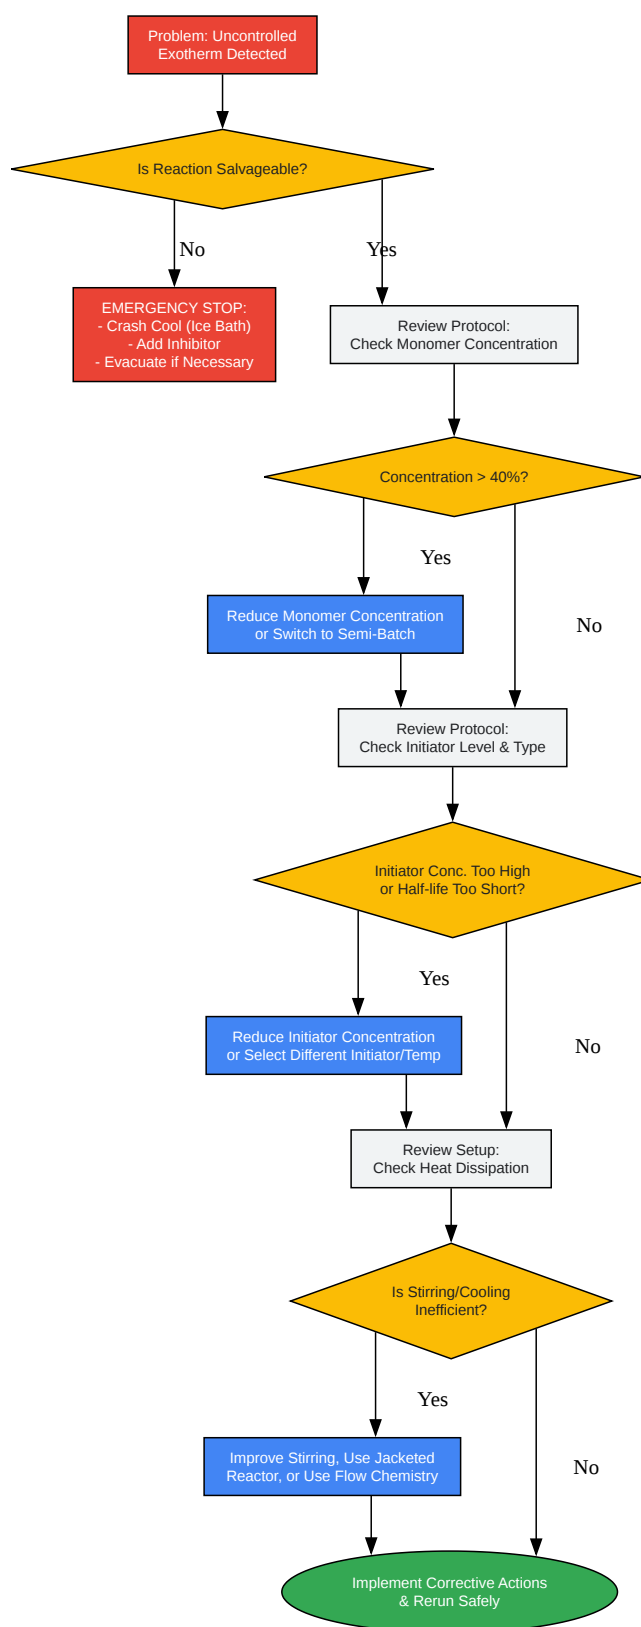 Problem: Uncontrolled
Exotherm Detected
Is Reaction Salvageable?
No
Yes
EMERGENCY STOP:
- Crash Cool (Ice Bath)
- Add Inhibitor
- Evacuate if Necessary
Review Protocol:
Check Monomer Concentration
Concentration > 40%?
Yes
Reduce Monomer Concentration
or Switch to Semi-Batch
No
Review Protocol:
Check Initiator Level & Type
Initiator Conc. Too High
or Half-life Too Short?
Yes
Reduce Initiator Concentration
or Select Different Initiator/Temp
No
Review Setup:
Check Heat Dissipation
Is Stirring/Cooling
Inefficient?
Yes
Improve Stirring, Use Jacketed
Reactor, or Use Flow Chemistry
No
Implement Corrective Actions
& Rerun Safely